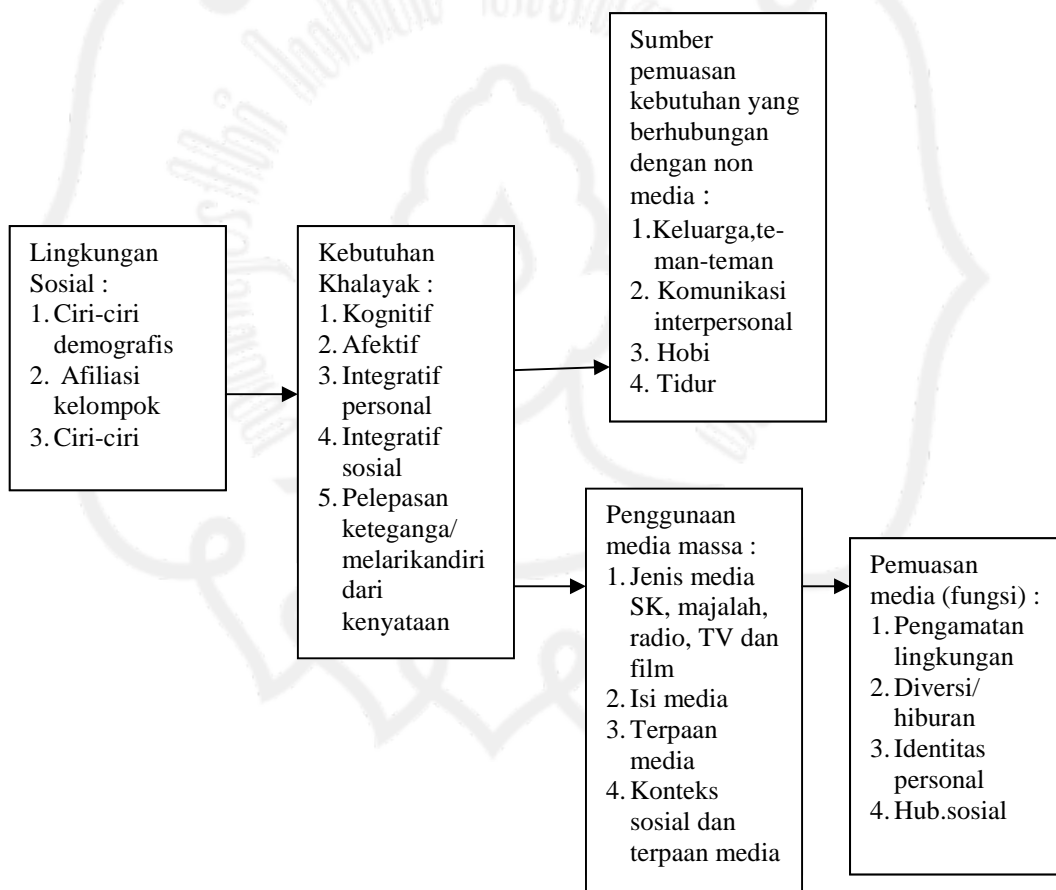 Lingkungan
Sosial :
1. Ciri-ciri
demografis
2. Afiliasi
kelompok
3. Ciri-ciri
Kebutuhan
Khalayak :
1. Kognitif
2. Afektif
3. Integratif
personal
4. Integratif
sosial
5. Pelepasan
keteganga/
melarikandiri
dari
kenyataan
Sumber
pemuasan
kebutuhan yang
berhubungan
dengan non
media :
1.Keluarga,te-
man-teman
2. Komunikasi
interpersonal
3. Hobi
4. Tidur
Penggunaan
media massa :
1. Jenis media
SK, majalah,
radio, TV dan
film
2. Isi media
3. Terpaan
media
4. Konteks
sosial dan
terpaan media
Pemuasan
media (fungsi) :
1. Pengamatan
lingkungan
2. Diversi/
hiburan
3. Identitas
personal
4. Hub.sosial